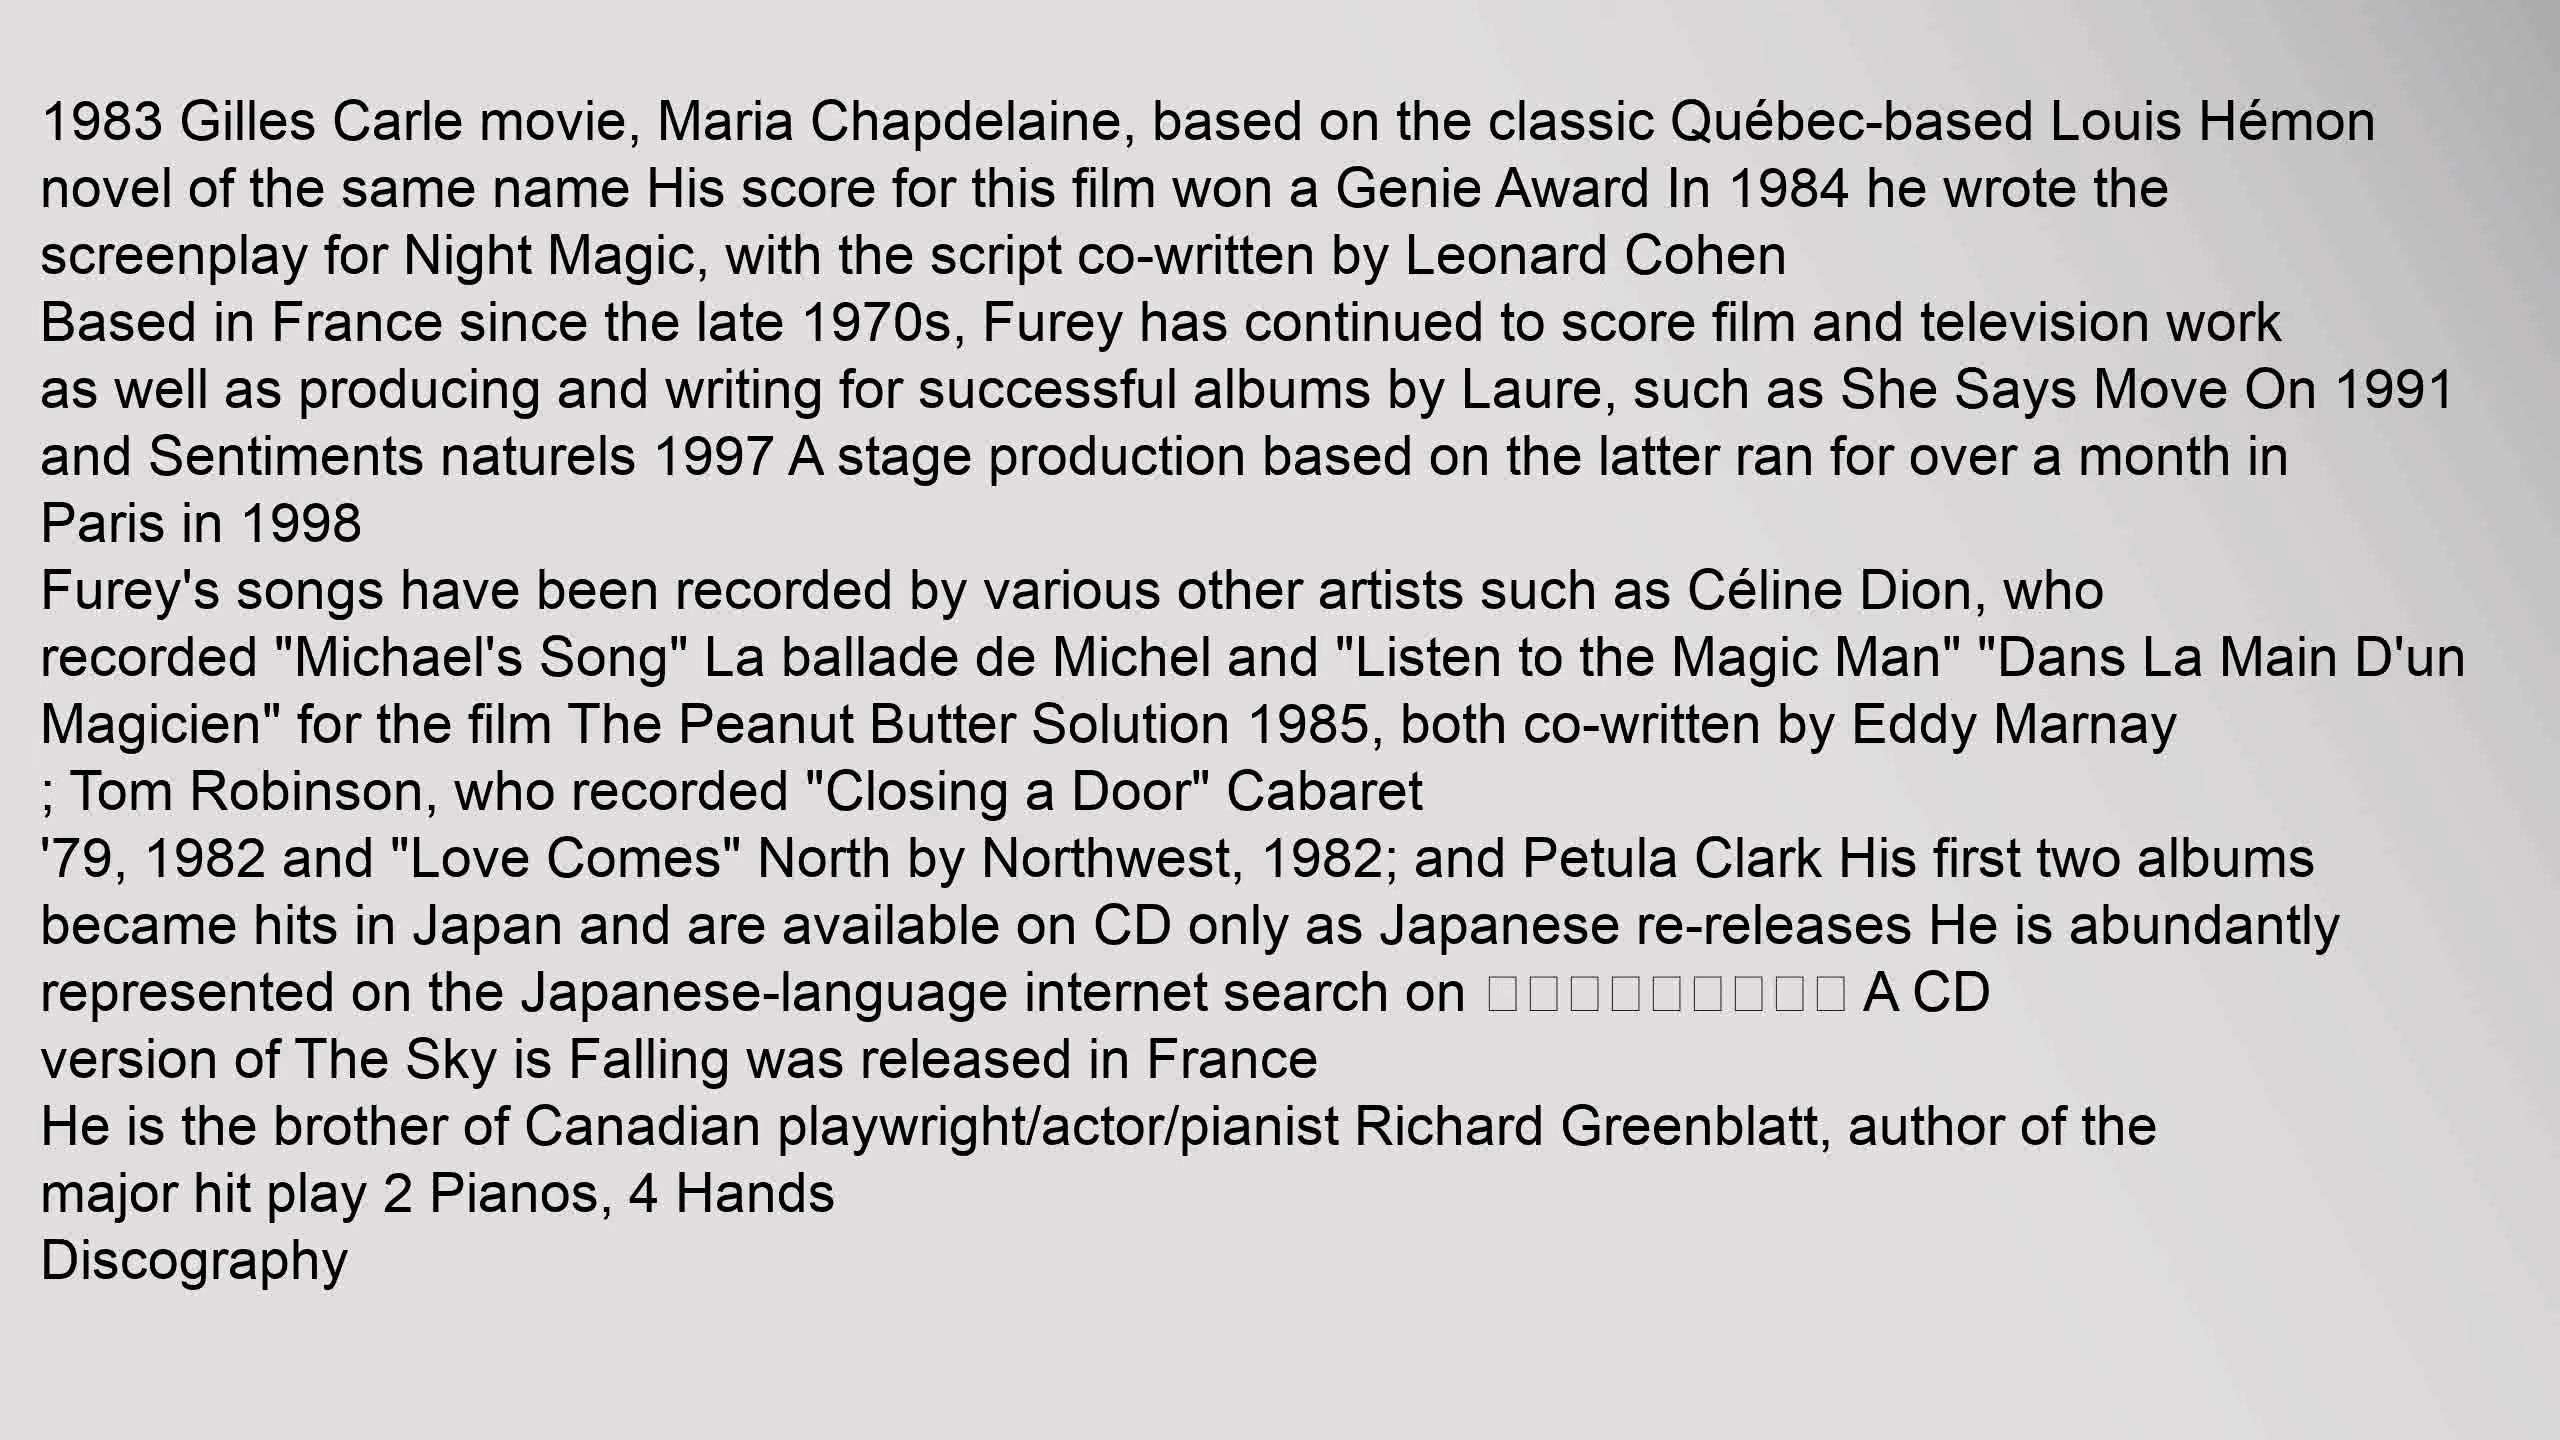 1983 Gilles Carle movie, Maria Chapdelaine, based on the classic Québec-based Louis Hémon
novel of the same name His score for this film won a Genie Award In 1984 he wrote the
screenplay for Night Magic, with the script co-written by Leonard Cohen
Based in France since the late 1970s, Furey has continued to score film and television work
as well as producing and writing for successful albums by Laure, such as She Says Move On 1991
and Sentiments naturels 1997 A stage production based on the latter ran for over a month in
Paris in 1998
Furey's songs have been recorded by various other artists such as Céline Dion, who
recorded "Michael's Song" La ballade de Michel and "Listen to the Magic Man" "Dans La Main D'un
Magicien" for the film The Peanut Butter Solution 1985, both co-written by Eddy Marnay
; Tom Robinson, who recorded "Closing a Door" Cabaret
'79, 1982 and "Love Comes" North by Northwest, 1982; and Petula Clark His first two albums
became hits in Japan and are available on CD only as Japanese re-releases He is abundantly
represented on the Japanese-language internet search on A CD
version of The Sky is Falling was released in France
He is the brother of Canadian playwright/actor/pianist Richard Greenblatt, author of the
major hit play 2 Pianos, 4 Hands
Discography